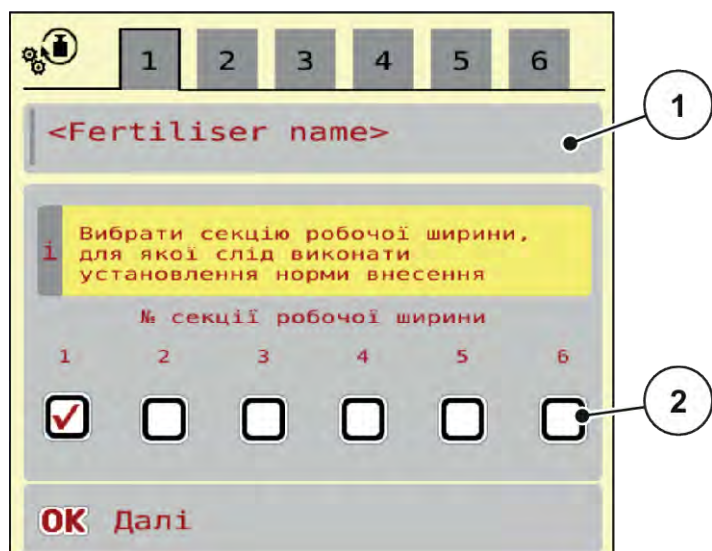 1 2 3 4 5 6
<Fertiliser name>
1
i
Вибрати секцію робочої ширини,
для якої слід виконати
установлення норми внесення
№ секції робочої ширини
1 2 3 4 5 6
2
OK Далі